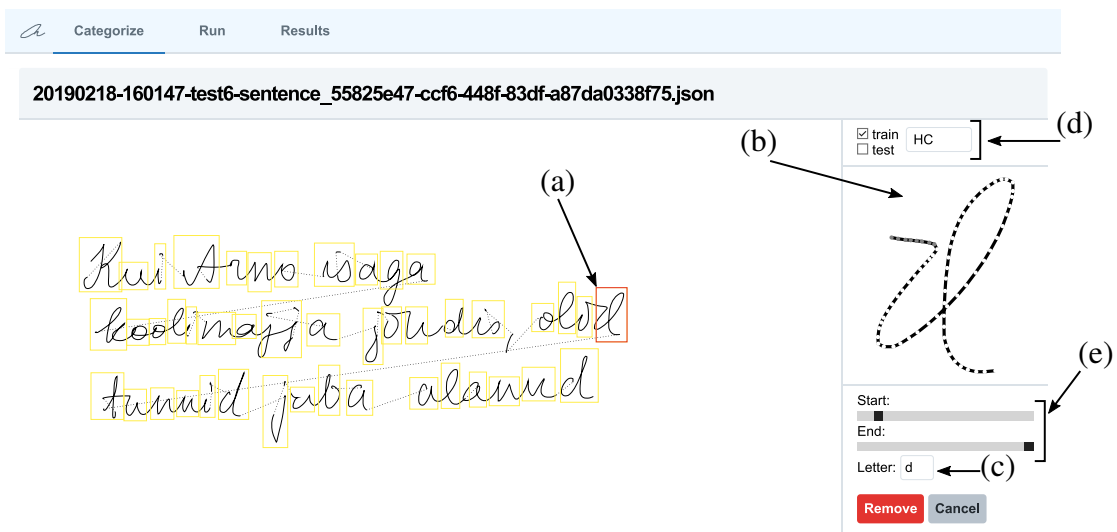 a Categorize Run Results
20190218-160147-test6-sentence_55825e47-ccf6-448f-83df-a87da0338f75.json
train HC (d)
test
(b)
(a)
d
Kui Arno isaga
koolimajja jõudis, olid
tunnid juba alanud
(e)
Start:
End:
Letter: d (c)
Remove Cancel